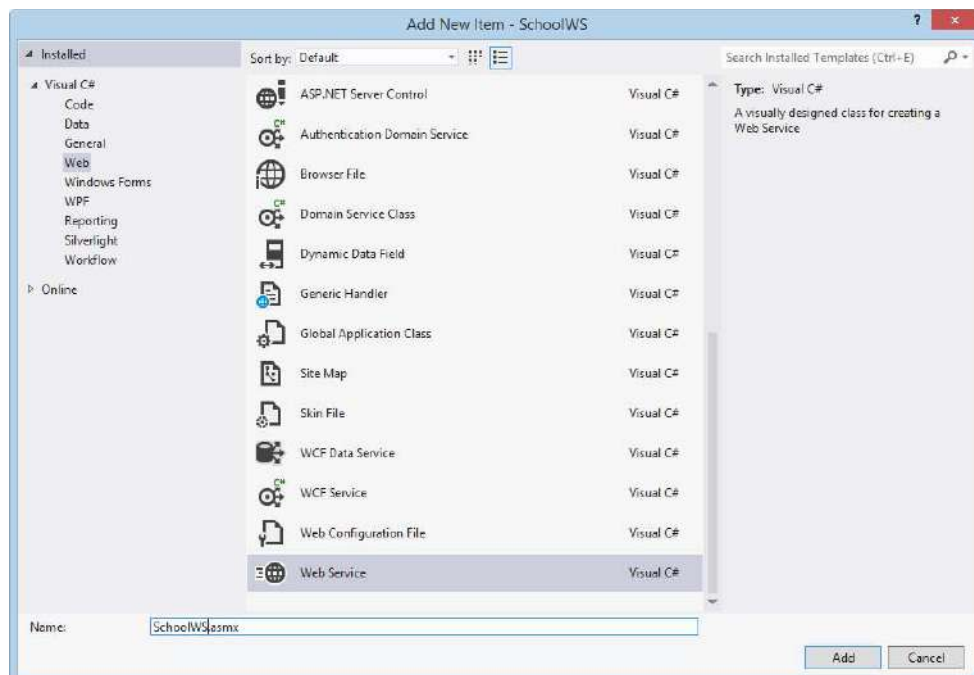 Add New Item - SchoolWS
?
Installed
Sort by: Default
Search Installed Templates (Ctrl+E)
Visual C#
Code
Data
General
Web
Windows Forms
WPF
Reporting
Silverlight
Workflow
Online
ASP.NET Server Control Visual C#
Authentication Domain Service Visual C#
Browser File Visual C#
Domain Service Class Visual C#
Dynamic Data Field Visual C#
Generic Handler Visual C#
Global Application Class Visual C#
Site Map Visual C#
Skin File Visual C#
WCF Data Service Visual C#
WCF Service Visual C#
Web Configuration File Visual C#
Web Service Visual C#
Type: Visual C#
A visually designed class for creating a
Web Service
Name: SchoolWS.asmx
Add Cancel